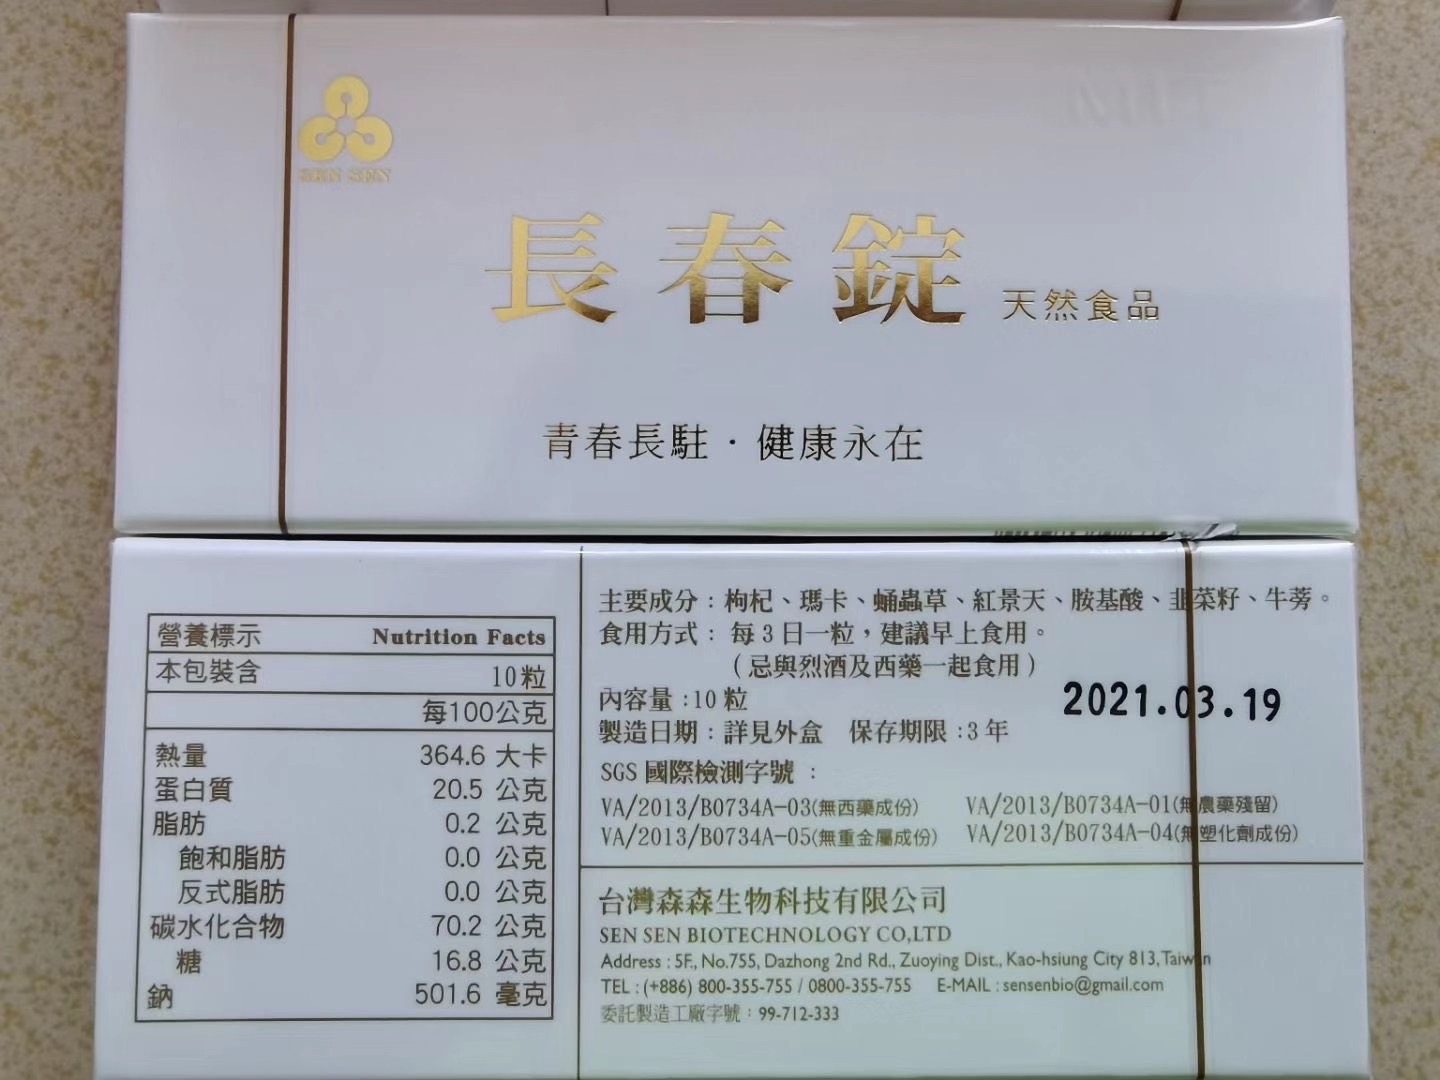 SEN SEN
長春錠 天然食品
青春長駐·健康永在
營養標示 Nutrition Facts
本包裝含 10粒
每100公克
熱量 364.6 大卡
蛋白質 20.5 公克
脂肪 0.2 公克
飽和脂肪 0.0 公克
反式脂肪 0.0 公克
碳水化合物 70.2 公克
糖 16.8 公克
鈉 501.6 毫克
主要成分：枸杞、瑪卡、蛹蟲草、紅景天、胺基酸、韭菜籽、牛蒡。
食用方式：每3日一粒，建議早上食用。
（忌與烈酒及西藥一起食用）
內容量:10粒
2021.03.19
製造日期：詳見外盒 保存期限:3年
SGS 國際檢測字號：
VA/2013/B0734A-03(無西藥成份) VA/2013/B0734A-01(無農藥殘留)
VA/2013/B0734A-05(無重金屬成份) VA/2013/B0734A-04(無塑化劑成份)
台灣森森生物科技有限公司
SEN SEN BIOTECHNOLOGY CO,LTD
Address : 5F., No.755, Dazhong 2nd Rd., Zuoying Dist., Kao-hsiung City 813,Taiwan
TEL : (+886) 800-355-755 / 0800-355-755 E-MAIL : sensenbio@gmail.com
委託製造工廠字號：99-712-333